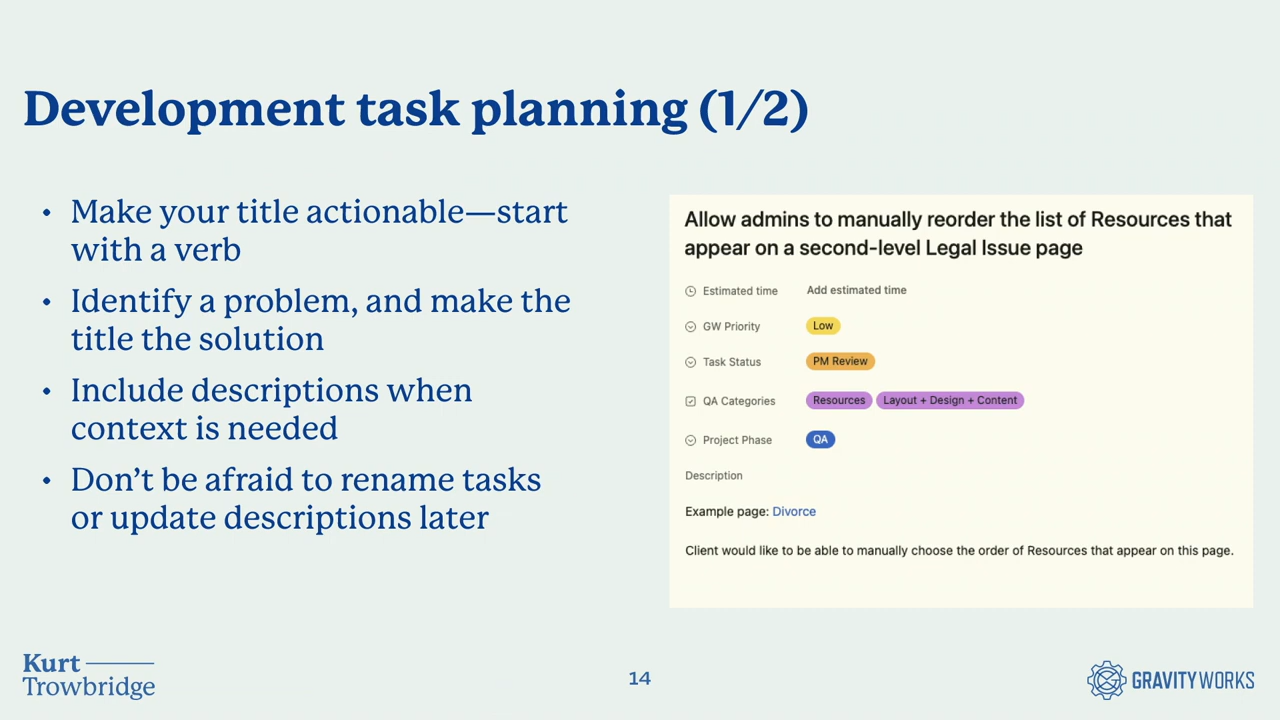 Development task planning (1/2)
• Make your title actionable—start
with a verb
• Identify a problem, and make the
title the solution
• Include descriptions when
context is needed
• Don’t be afraid to rename tasks
or update descriptions later
Allow admins to manually reorder the list of Resources that
appear on a second-level Legal Issue page
Estimated time Add estimated time
GW Priority Low
Task Status PM Review
QA Categories Resources Layout + Design + Content
Project Phase QA
Description
Example page: Divorce
Client would like to be able to manually choose the order of Resources that appear on this page.
Kurt
Trowbridge
14
GRAVITYWORKS